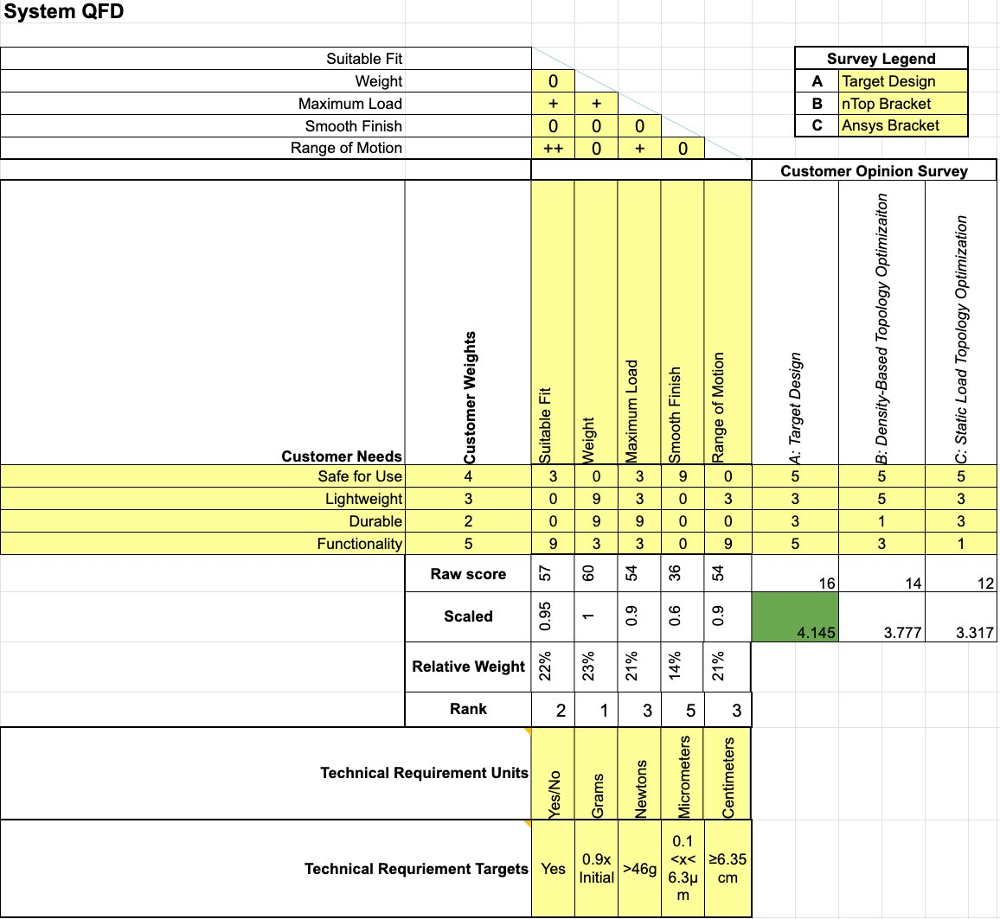 System QFD
Suitable Fit
Weight 0
Maximum Load + +
Smooth Finish 0 0 0
Range of Motion ++ 0 + 0
Survey Legend
A Target Design
B nTop Bracket
C Ansys Bracket
Customer Opinion Survey
Customer Needs
Customer Weights
Suitable Fit
Weight
Maximum Load
Smooth Finish
Range of Motion
A: Target Design
B: Density-Based Topology Optimizaiton
C: Static Load Topology Optimization
Safe for Use 4 3 0 3 9 0 5 5 5
Lightweight 3 0 9 3 0 3 3 5 3
Durable 2 0 9 9 0 0 3 1 3
Functionality 5 9 3 3 0 9 5 3 1
Raw score 57 60 54 36 54 16 14 12
Scaled 0.95 1 0.9 0.6 0.9 4.145 3.777 3.317
Relative Weight 22% 23% 21% 14% 21%
Rank 2 1 3 5 3
Technical Requirement Units Yes/No Grams Newtons Micrometers Centimeters
Technical Requriement Targets Yes 0.9x Initial >46g 0.1 <x< 6.3µm ≥6.35 cm